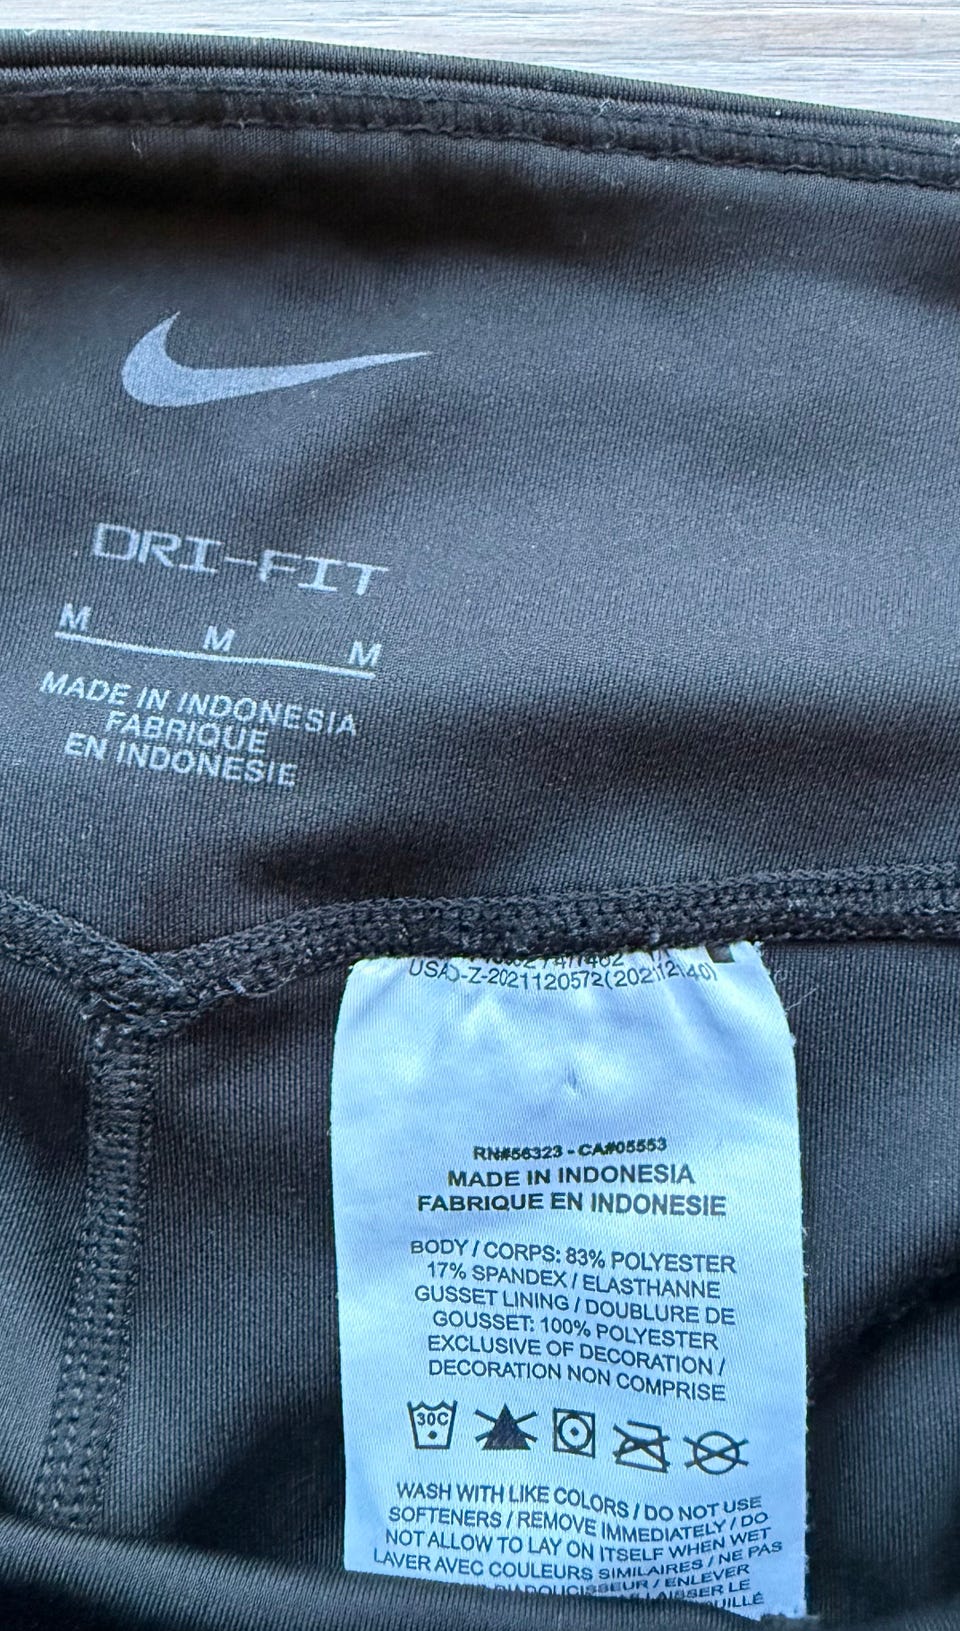 DRI-FIT
M M M
MADE IN INDONESIA
FABRIQUE
EN INDONESIE
RN#56323 - CA#05553
MADE IN INDONESIA
FABRIQUE EN INDONESIE
BODY / CORPS: 83% POLYESTER
17% SPANDEX / ELASTHANNE
GUSSET LINING / DOUBLURE DE
GOUSSET: 100% POLYESTER
EXCLUSIVE OF DECORATION /
DECORATION NON COMPRISE
30C
WASH WITH LIKE COLORS / DO NOT USE
SOFTENERS / REMOVE IMMEDIATELY / DO
NOT ALLOW TO LAY ON ITSELF WHEN WET
LAVER AVEC COULEURS SIMILAIRES / NE PAS
/ ENLEVER
LE